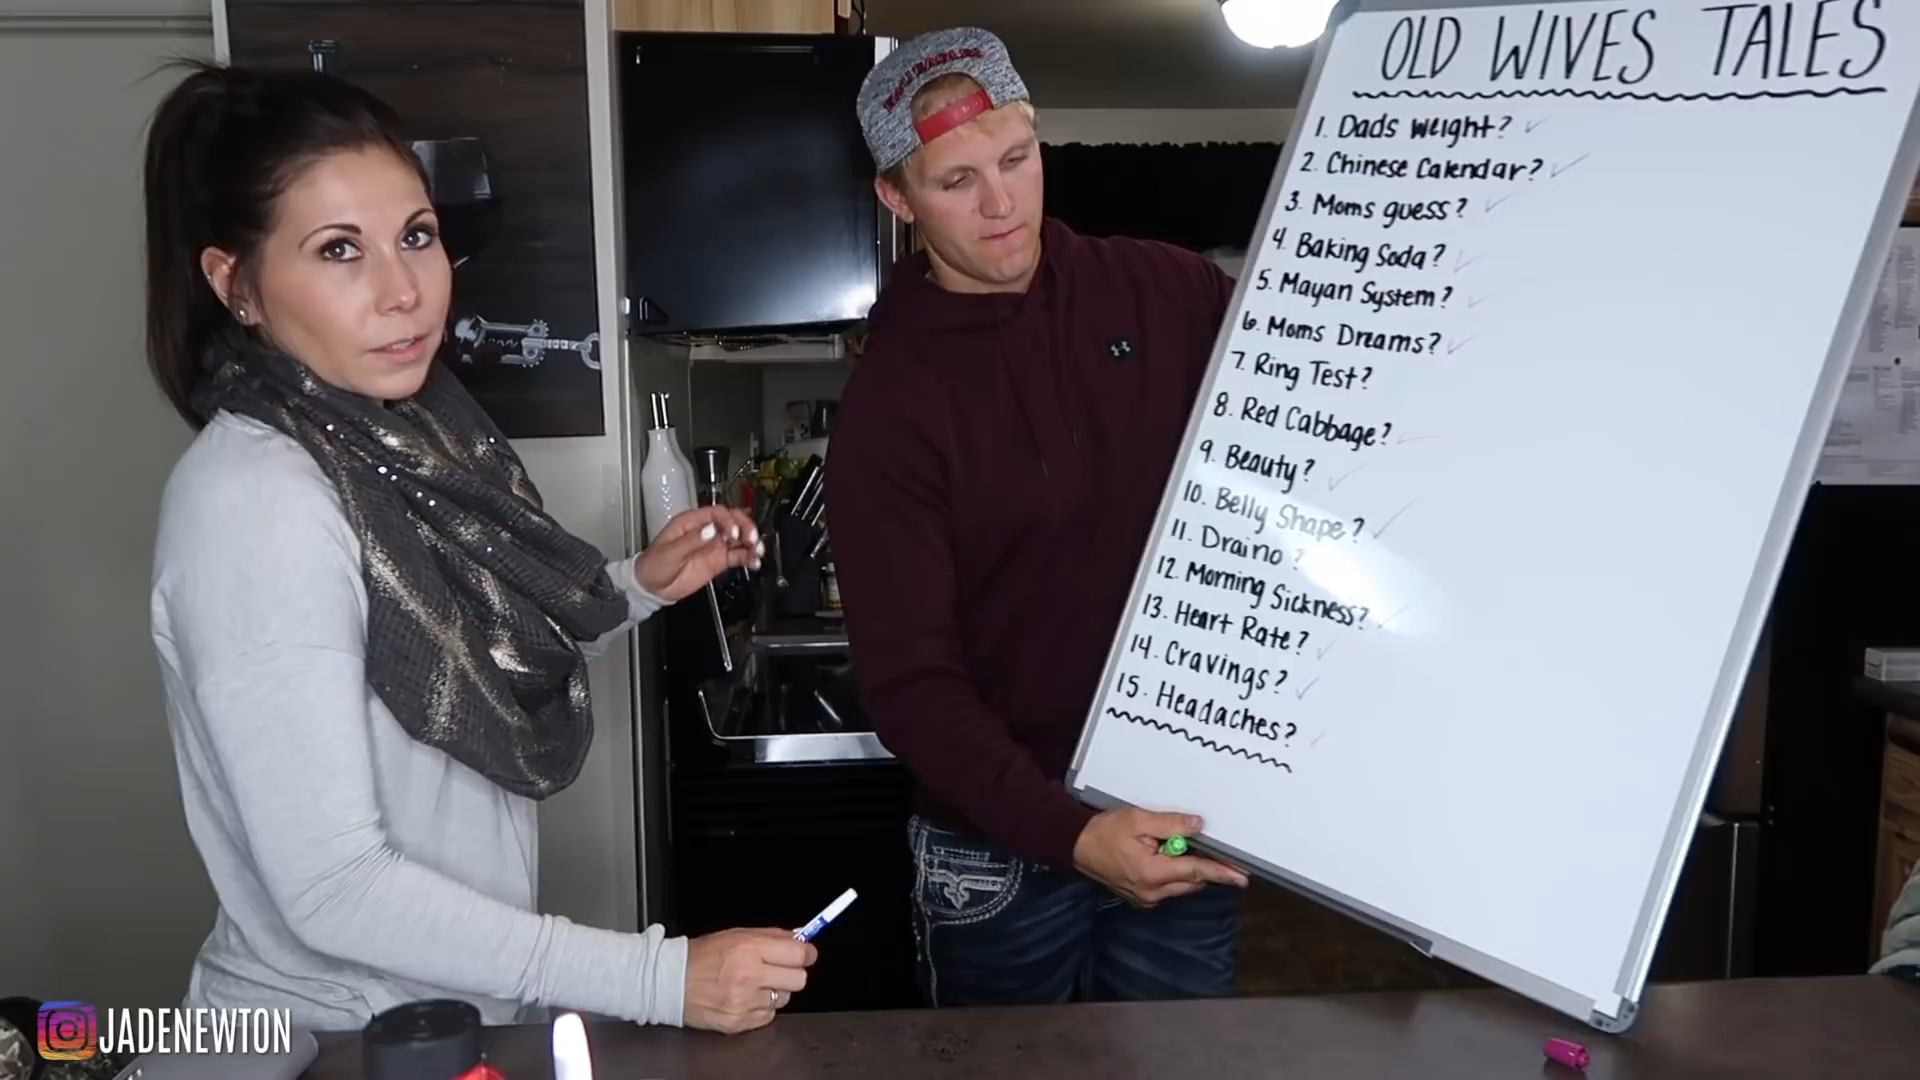 OLD WIVES TALES
1. Dads weight?
2. Chinese Calendar?
3. Moms guess?
4. Baking Soda?
5. Mayan System?
6. Moms Dreams?
7. Ring Test?
8. Red Cabbage?
9. Beauty?
10. Belly Shape?
11. Draino?
12. Morning Sickness?
13. Heart Rate?
14. Cravings?
15. Headaches?
JADENEWTON